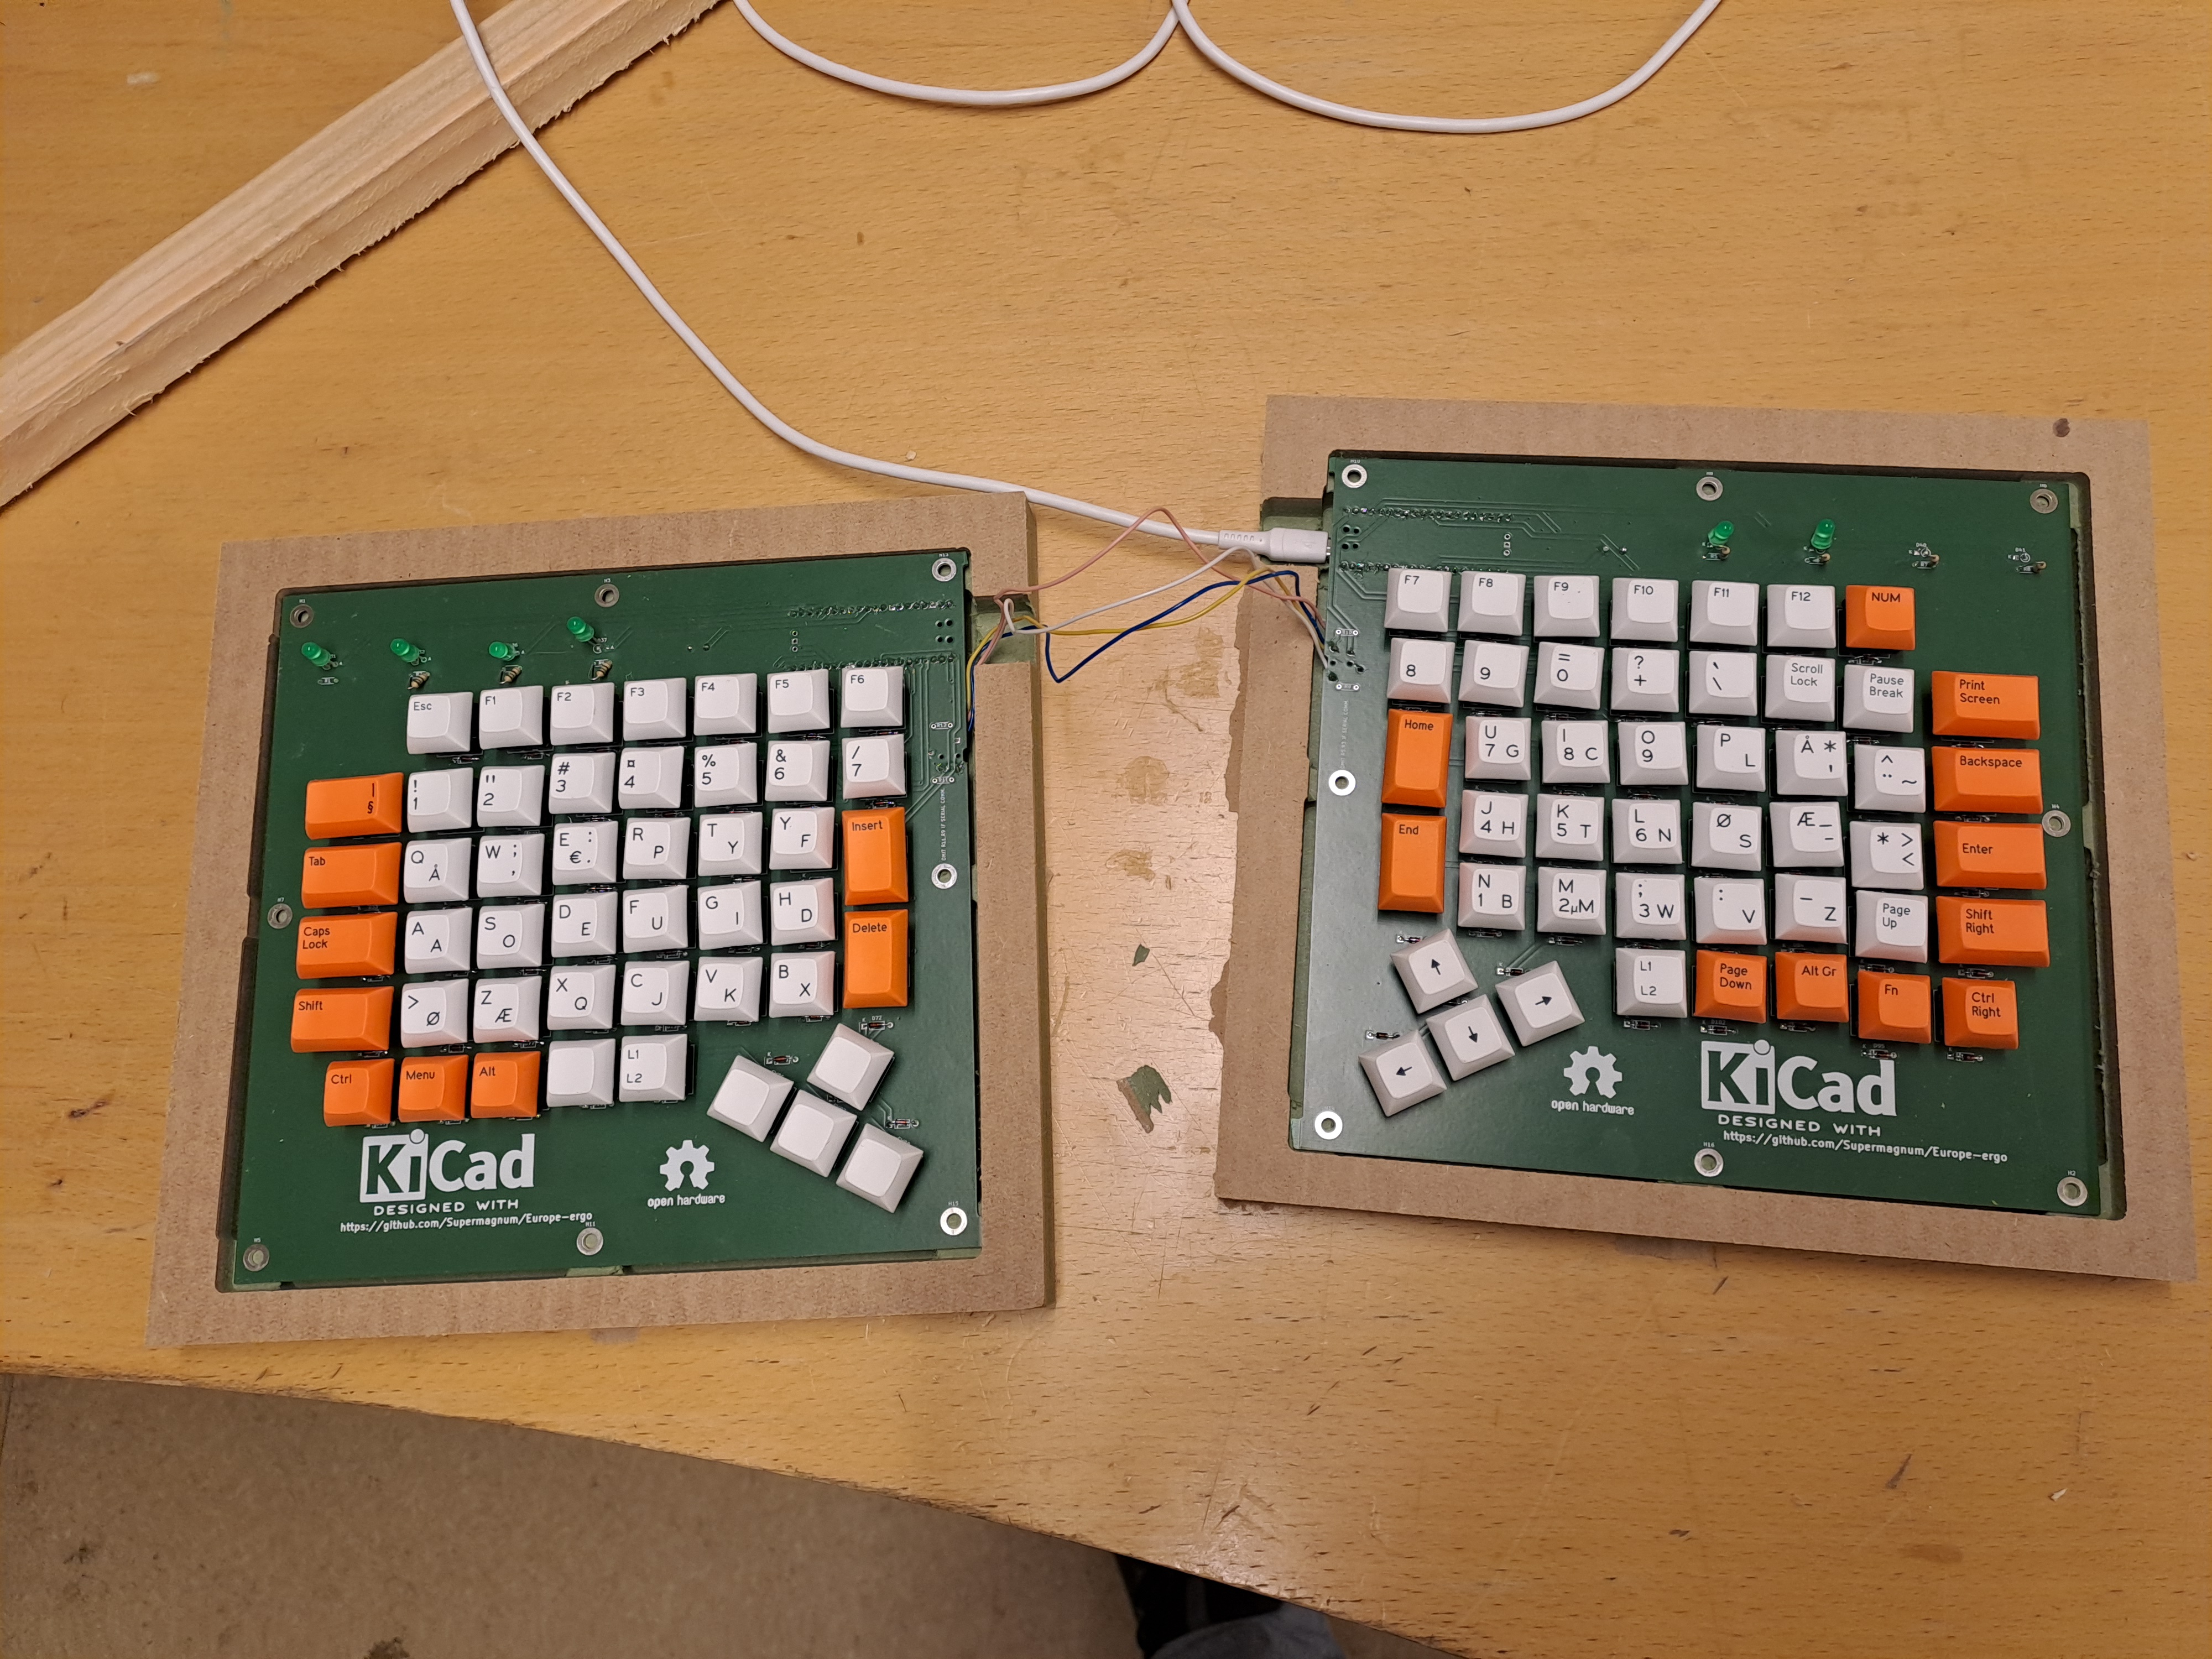 Esc F1 F2 F3 F4 F5 F6
| § ! 1 " 2 # 3 ¤ 4 % 5 & 6 / 7
Tab Q Å W ; , E : € . R P T Y Y F Insert
Caps Lock A A S O D E F U G I H D Delete
Shift > Ø Z Æ X Q C J V K B X
Ctrl Menu Alt L1 L2
KiCad
DESIGNED WITH
https://github.com/Supermagnum/Europe-ergo
open hardware
F7 F8 F9 F10 F11 F12 NUM
8 9 = 0 ? + ` \ Scroll Lock Pause Break Print Screen
Home U 7 G I 8 C O 9 P L Å * ' ^ ¨ ~ Backspace
End J 4 H K 5 T L 6 N Ø S Æ _ - * > < Enter
N 1 B M 2 µ M ; 3 W : V - Z Page Up Shift Right
↑ → ← ↓
L1 L2 Page Down Alt Gr Fn Ctrl Right
open hardware
KiCad
DESIGNED WITH
https://github.com/Supermagnum/Europe-ergo